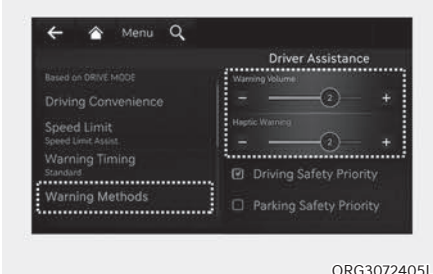 Menu
Driver Assistance
Based on DRIVE MODE
Driving Convenience
Speed Limit
Speed Limit Assist
Warning Timing
Standard
Warning Methods
Warning Volume
− 2 +
Haptic Warning
− 2 +
Driving Safety Priority
Parking Safety Priority
ORG3072405L